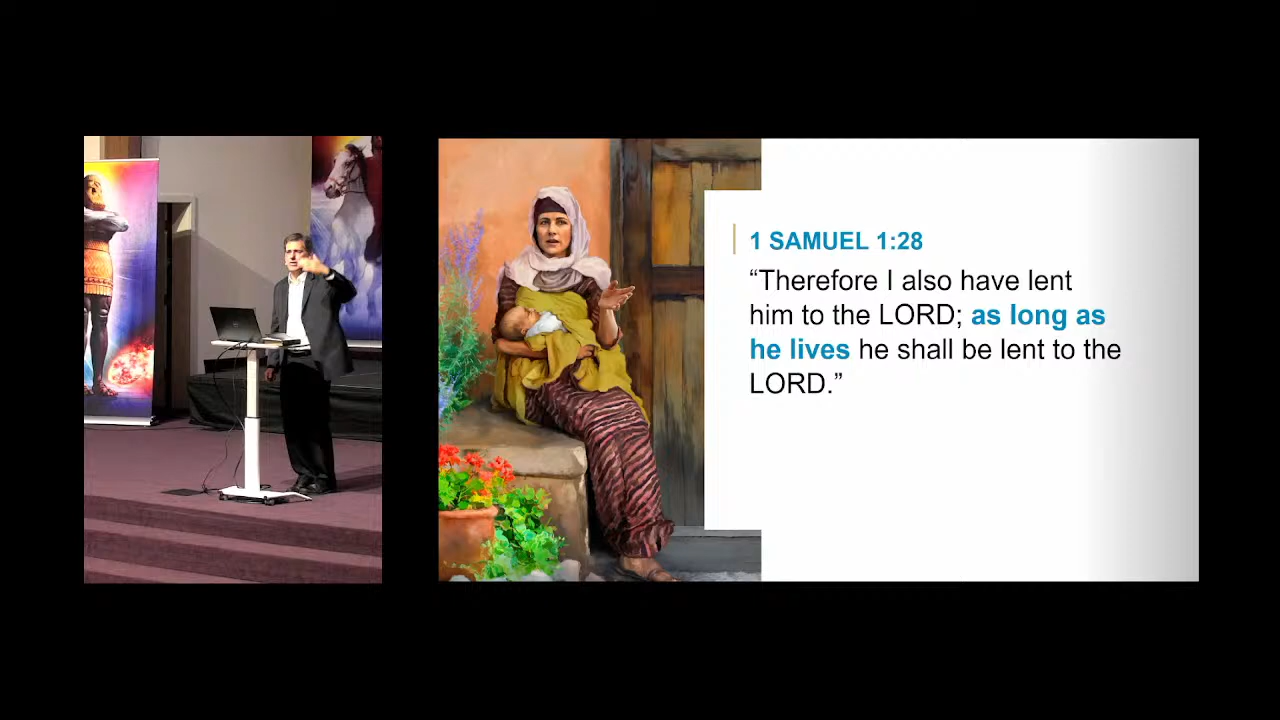 1 SAMUEL 1:28
“Therefore I also have lent
him to the LORD; as long as
he lives he shall be lent to the
LORD.”